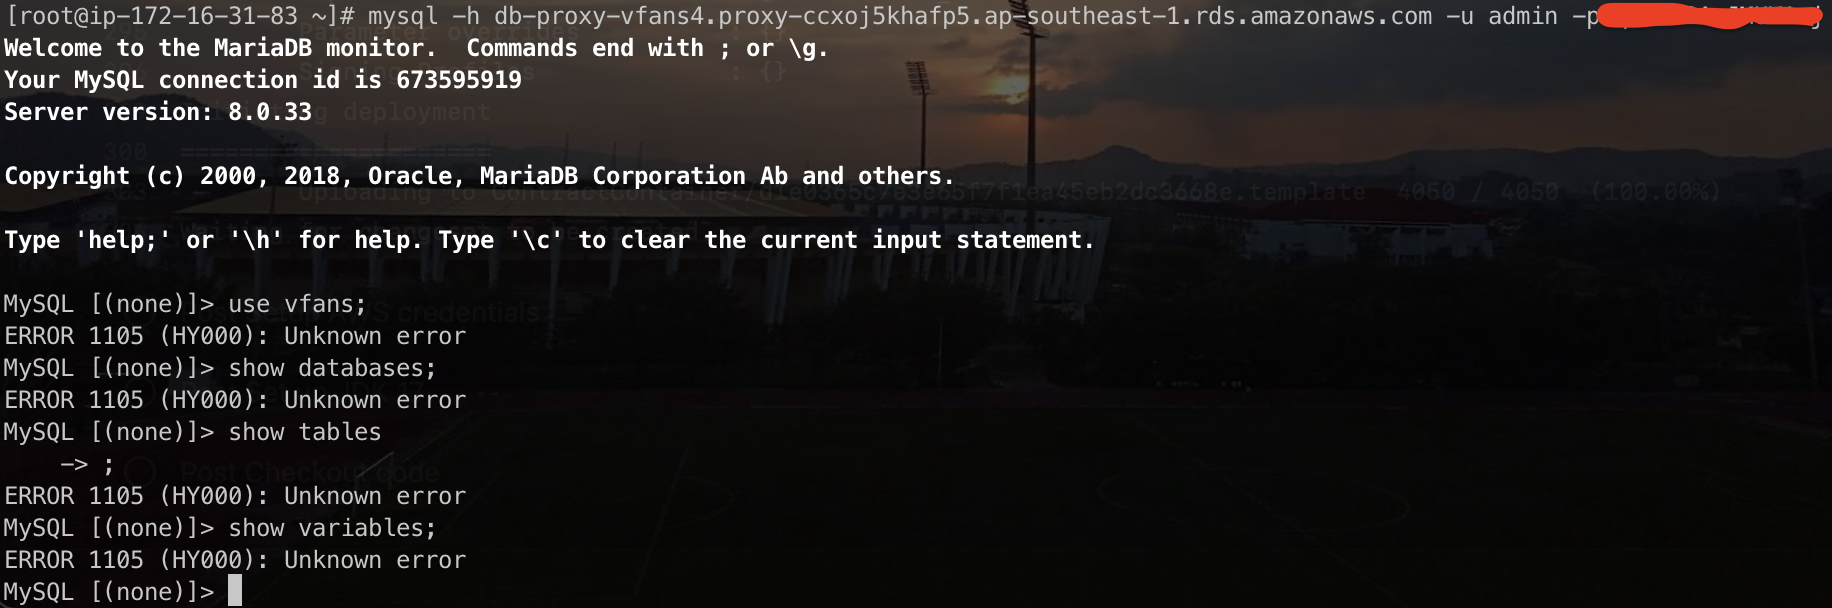 [root@ip-172-16-31-83 ~]# mysql -h db-proxy-vfans4.proxy-ccxoj5khafp5.ap-southeast-1.rds.amazonaws.com -u admin -p
Welcome to the MariaDB monitor.  Commands end with ; or \g.
Your MySQL connection id is 673595919
Server version: 8.0.33
Copyright (c) 2000, 2018, Oracle, MariaDB Corporation Ab and others.
Type 'help;' or '\h' for help. Type '\c' to clear the current input statement.
MySQL [(none)]> use vfans;
ERROR 1105 (HY000): Unknown error
MySQL [(none)]> show databases;
ERROR 1105 (HY000): Unknown error
MySQL [(none)]> show tables
    -> ;
ERROR 1105 (HY000): Unknown error
MySQL [(none)]> show variables;
ERROR 1105 (HY000): Unknown error
MySQL [(none)]>